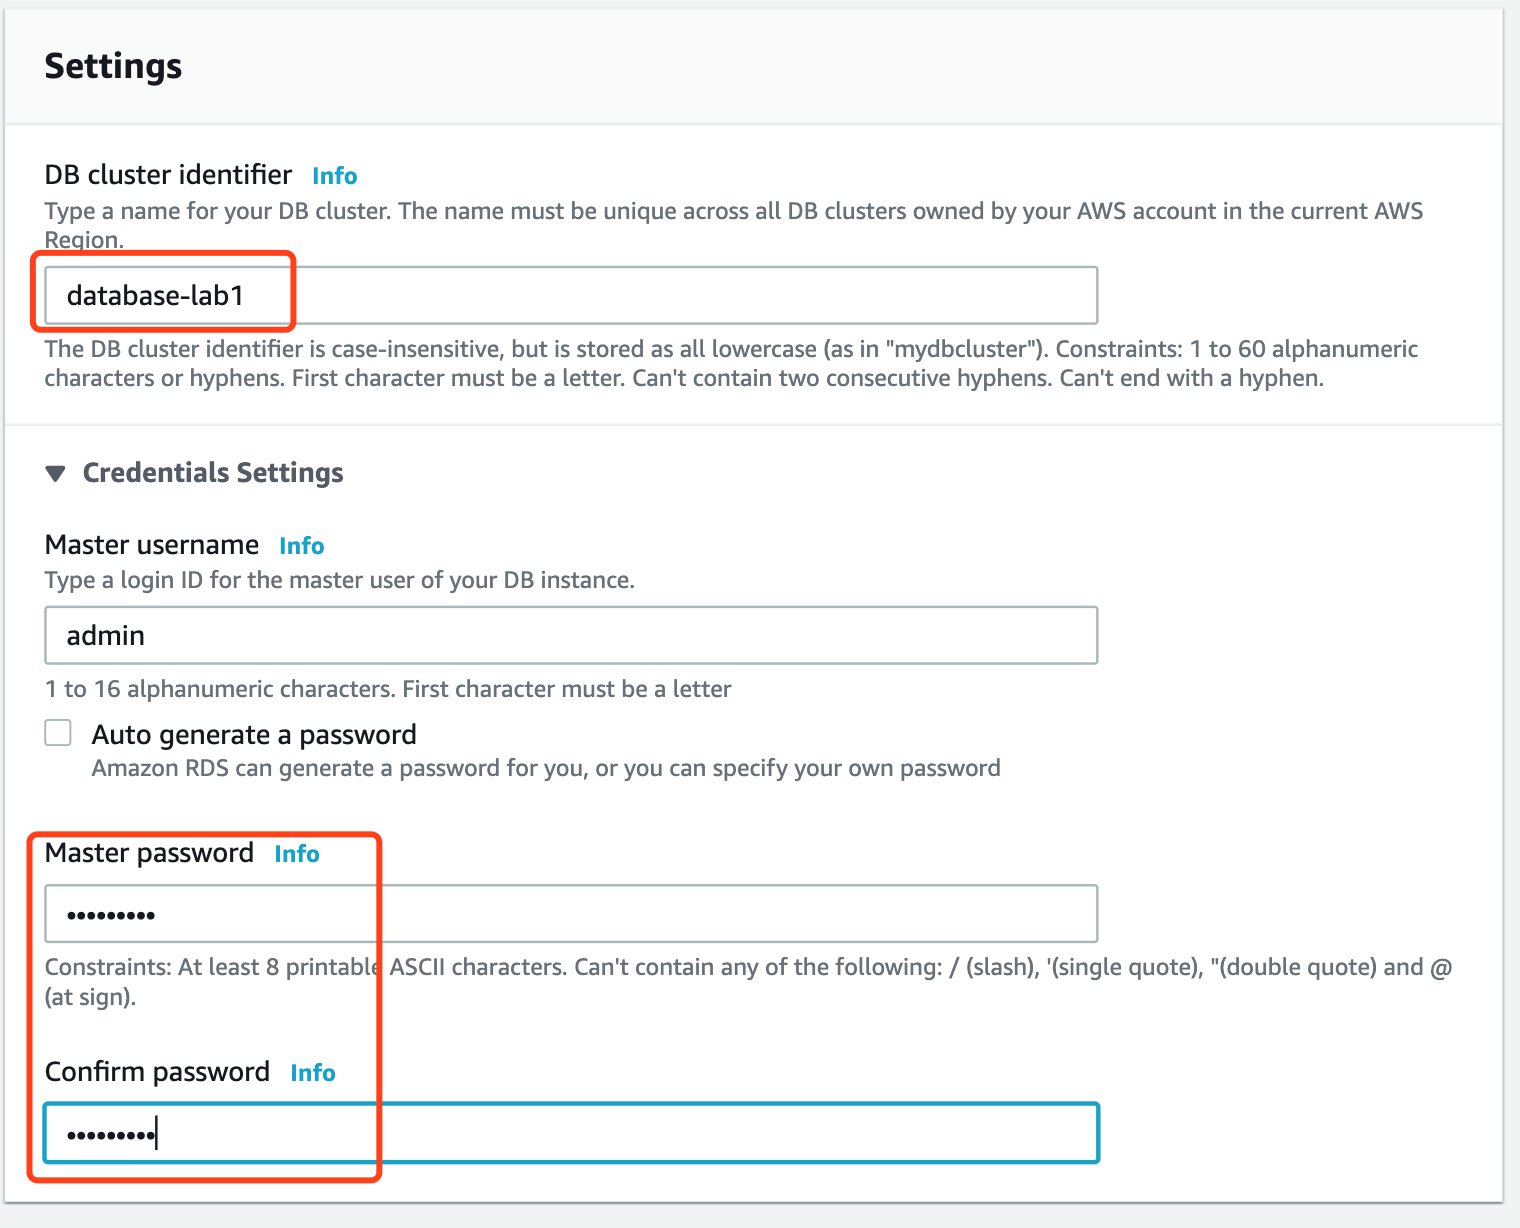 Settings
DB cluster identifier Info
Type a name for your DB cluster. The name must be unique across all DB clusters owned by your AWS account in the current AWS
Region.
database-lab1
The DB cluster identifier is case-insensitive, but is stored as all lowercase (as in "mydbcluster"). Constraints: 1 to 60 alphanumeric
characters or hyphens. First character must be a letter. Can't contain two consecutive hyphens. Can't end with a hyphen.
Credentials Settings
Master username Info
Type a login ID for the master user of your DB instance.
admin
1 to 16 alphanumeric characters. First character must be a letter
Auto generate a password
Amazon RDS can generate a password for you, or you can specify your own password
Master password Info
•••••••••
Constraints: At least 8 printable ASCII characters. Can't contain any of the following: / (slash), '(single quote), "(double quote) and @
(at sign).
Confirm password Info
•••••••••